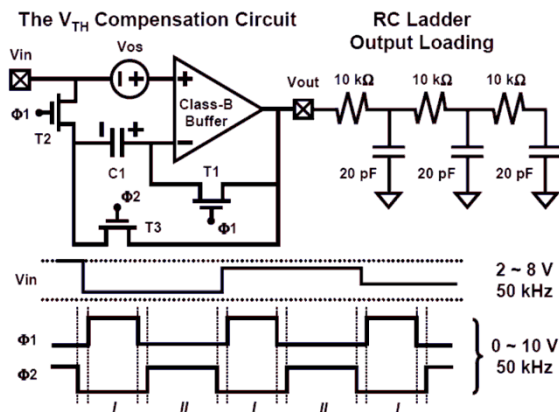 The VTH Compensation Circuit
RC Ladder
Output Loading
Vin
Vos
Vout
10 kΩ
10 kΩ
10 kΩ
Φ1
T2
Class-B
Buffer
C1
T1
20 pF
20 pF
20 pF
Φ2
T3
Φ1
Vin
2 ~ 8 V
50 kHz
Φ1
Φ2
0 ~ 10 V
50 kHz
I II I II I